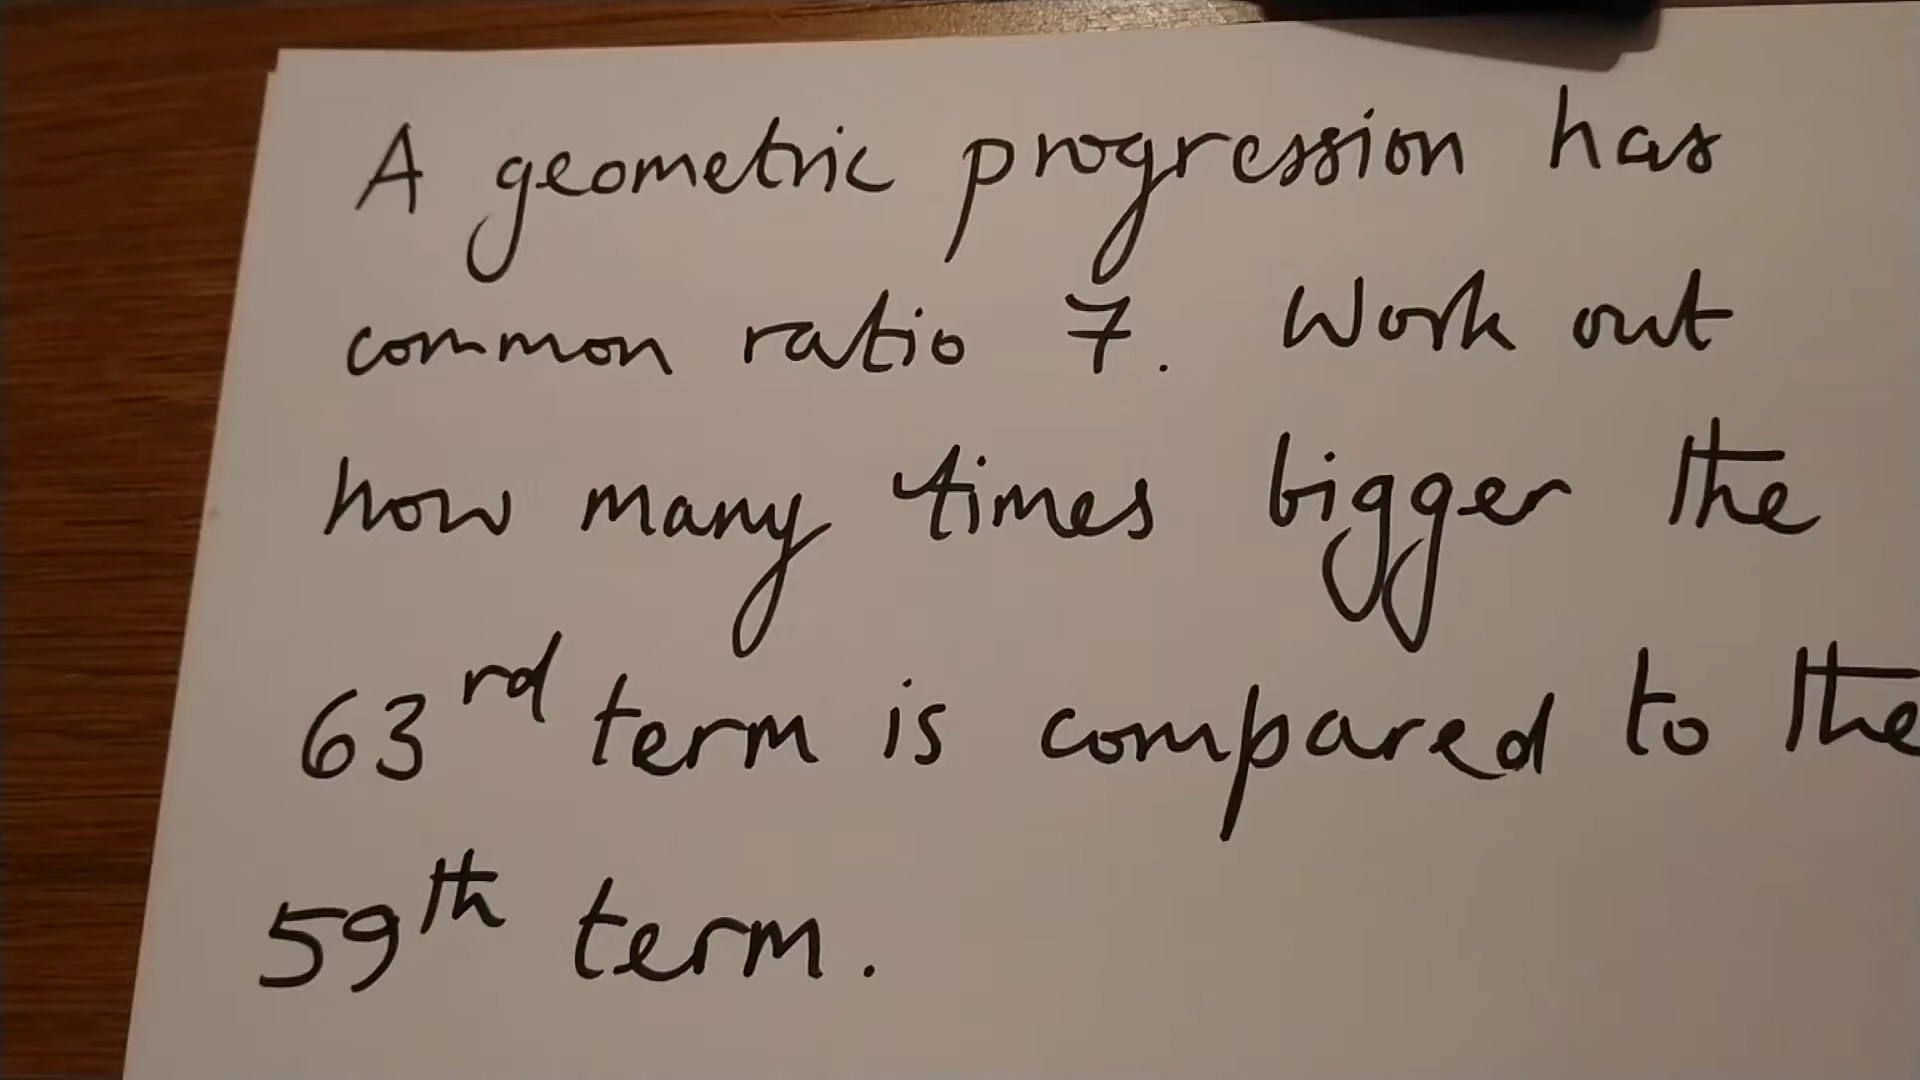 A geometric progression has
common ratio 7. Work out
how many times bigger the
63rd term is compared to the
59th term.